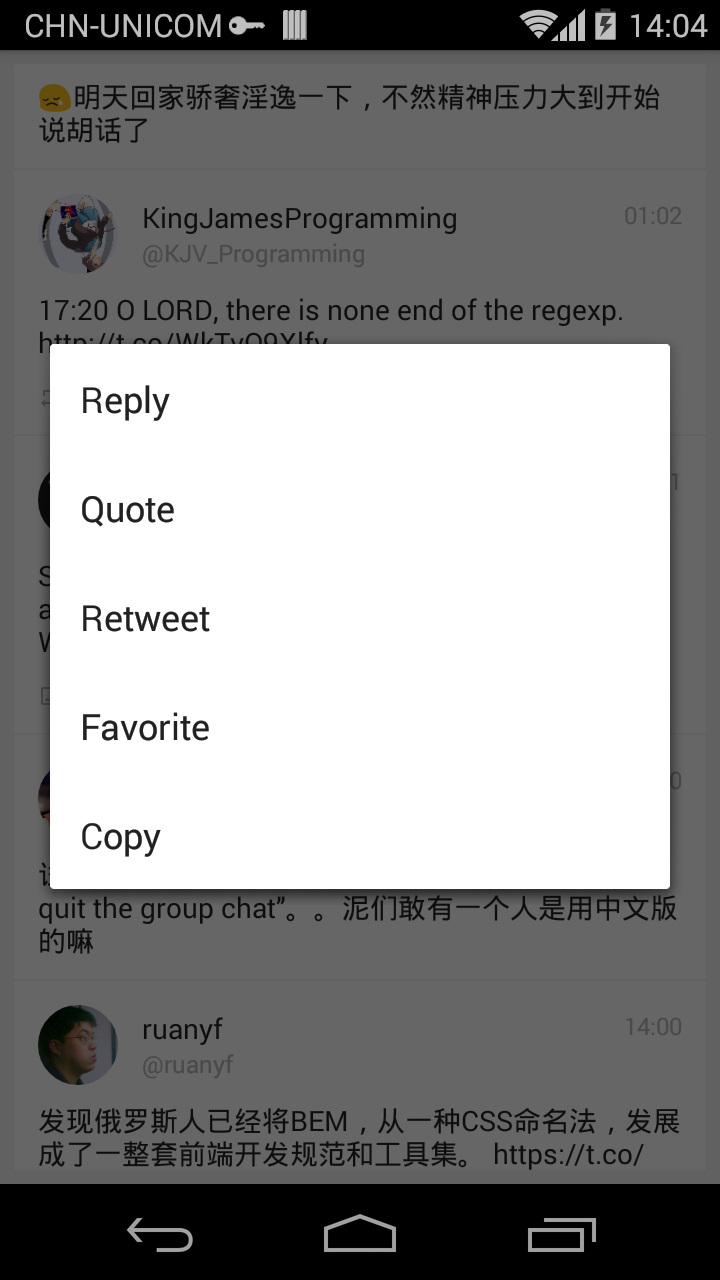 CHN-UNICOM 14:04
😞明天回家骄奢淫逸一下，不然精神压力大到开始
说胡话了
KingJamesProgramming 01:02
@KJV_Programming
17:20 O LORD, there is none end of the regexp.
Reply
Quote
Retweet
Favorite
Copy
quit the group chat”。。泥们敢有一个人是用中文版
的嘛
ruanyf 14:00
@ruanyf
发现俄罗斯人已经将BEM，从一种CSS命名法，发展
成了一整套前端开发规范和工具集。 https://t.co/